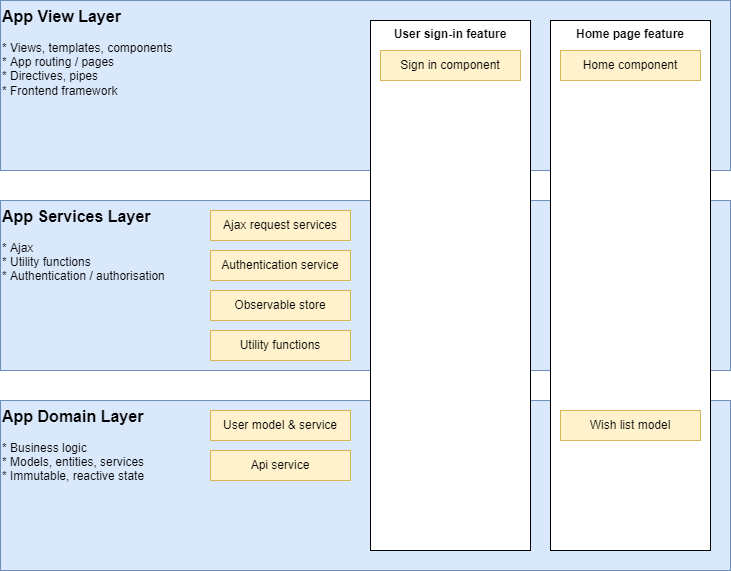 App View Layer
* Views, templates, components
* App routing / pages
* Directives, pipes
* Frontend framework
User sign-in feature
Sign in component
Home page feature
Home component
App Services Layer
* Ajax
* Utility functions
* Authentication / authorisation
Ajax request services
Authentication service
Observable store
Utility functions
App Domain Layer
* Business logic
* Models, entities, services
* Immutable, reactive state
User model & service
Api service
Wish list model